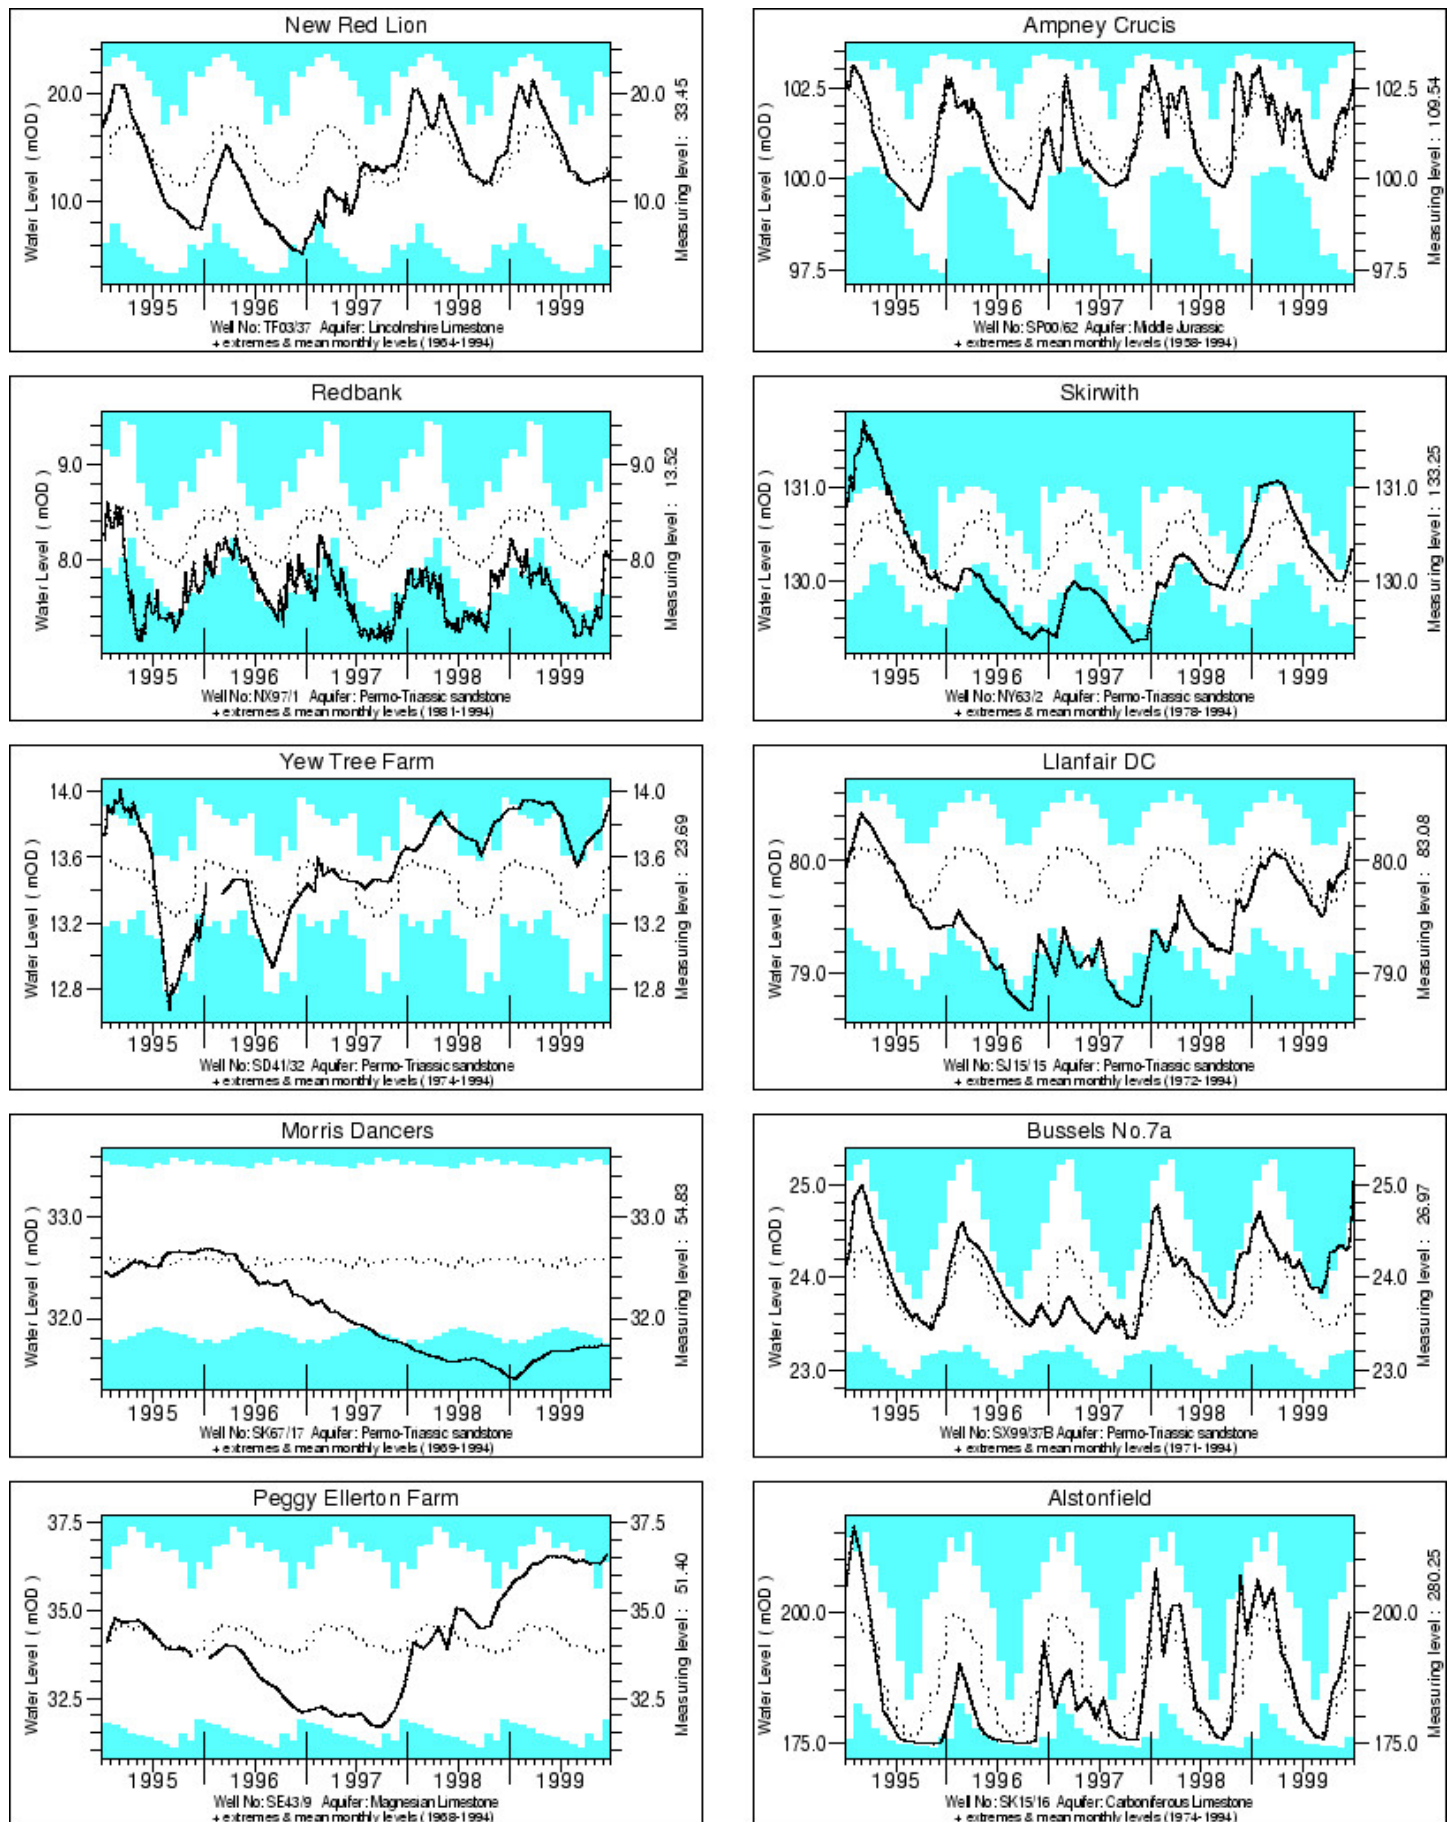 New Red Lion
Water Level ( mOD )
20.0
10.0
20.0
10.0
Measuring level : 33.45
1995 1996 1997 1998 1999
Well No: TF03/37 Aquifer: Lincolnshire Limestone
+ extremes & mean monthly levels (1964-1994)
Ampney Crucis
Water Level ( mOD )
102.5
100.0
97.5
102.5
100.0
97.5
Measuring level : 109.54
1995 1996 1997 1998 1999
Well No: SP00/62 Aquifer: Middle Jurassic
+ extremes & mean monthly levels (1958-1994)
Redbank
Water Level ( mOD )
9.0
8.0
9.0
8.0
Measuring level : 13.52
1995 1996 1997 1998 1999
Well No: NX97/1 Aquifer: Permo-Triassic sandstone
+ extremes & mean monthly levels (1981-1994)
Skirwith
Water Level ( mOD )
131.0
130.0
131.0
130.0
Measuring level : 133.25
1995 1996 1997 1998 1999
Well No: NY63/2 Aquifer: Permo-Triassic sandstone
+ extremes & mean monthly levels (1978-1994)
Yew Tree Farm
Water Level ( mOD )
14.0
13.6
13.2
12.8
14.0
13.6
13.2
12.8
Measuring level : 23.69
1995 1996 1997 1998 1999
Well No: SD41/32 Aquifer: Permo-Triassic sandstone
+ extremes & mean monthly levels (1974-1994)
Llanfair DC
Water Level ( mOD )
80.0
79.0
80.0
79.0
Measuring level : 83.08
1995 1996 1997 1998 1999
Well No: SJ15/15 Aquifer: Permo-Triassic sandstone
+ extremes & mean monthly levels (1972-1994)
Morris Dancers
Water Level ( mOD )
33.0
32.0
33.0
32.0
Measuring level : 54.83
1995 1996 1997 1998 1999
Well No: SK67/17 Aquifer: Permo-Triassic sandstone
+ extremes & mean monthly levels (1969-1994)
Bussels No.7a
Water Level ( mOD )
25.0
24.0
23.0
25.0
24.0
23.0
Measuring level : 26.97
1995 1996 1997 1998 1999
Well No: SX99/37B Aquifer: Permo-Triassic sandstone
+ extremes & mean monthly levels (1971-1994)
Peggy Ellerton Farm
Water Level ( mOD )
37.5
35.0
32.5
37.5
35.0
32.5
Measuring level : 51.40
1995 1996 1997 1998 1999
Well No: SE43/9 Aquifer: Magnesian Limestone
+ extremes & mean monthly levels (1968-1994)
Alstonfield
Water Level ( mOD )
200.0
175.0
200.0
175.0
Measuring level : 280.25
1995 1996 1997 1998 1999
Well No: SK15/16 Aquifer: Carboniferous Limestone
+ extremes & mean monthly levels (1974-1994)